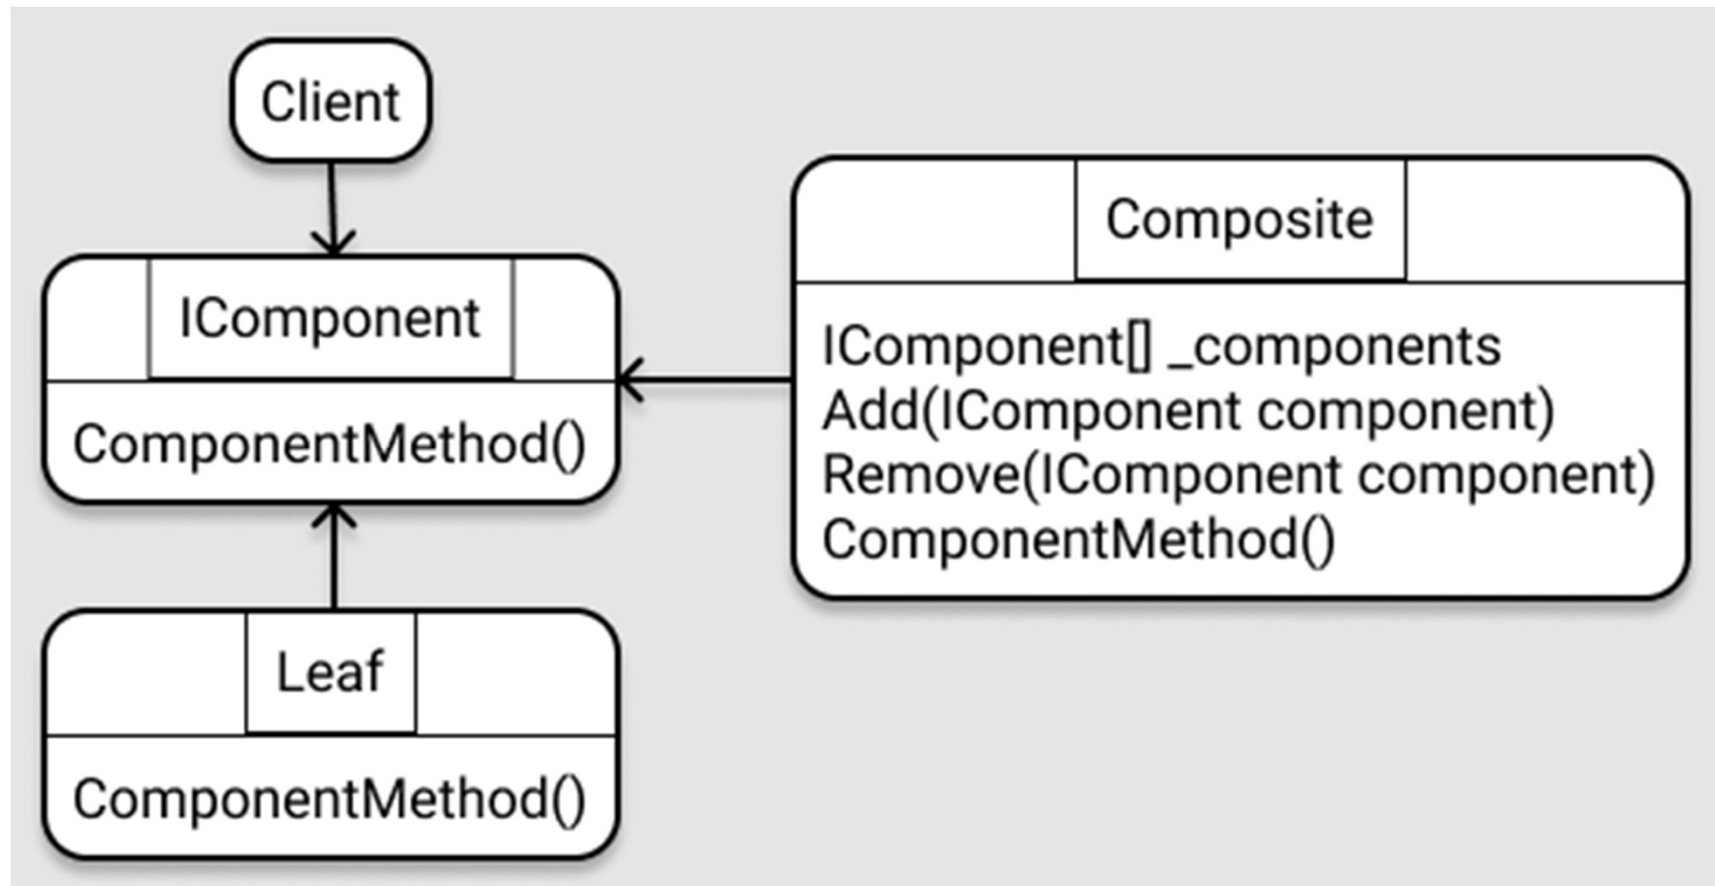 Client
IComponent
ComponentMethod()
Leaf
ComponentMethod()
Composite
IComponent[] _components
Add(IComponent component)
Remove(IComponent component)
ComponentMethod()